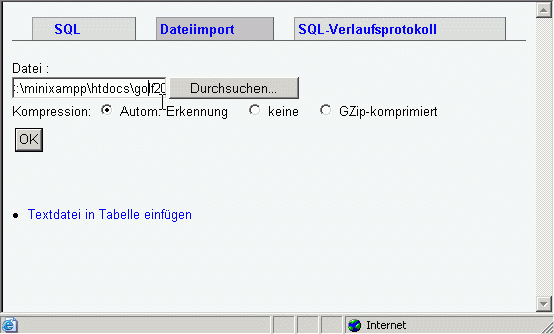 SQL Dateiimport SQL-Verlaufsprotokoll
Datei :
:\minixampp\htdocs\golf20 Durchsuchen...
Kompression: Autom. Erkennung keine GZip-komprimiert
OK
Textdatei in Tabelle einfügen
Internet